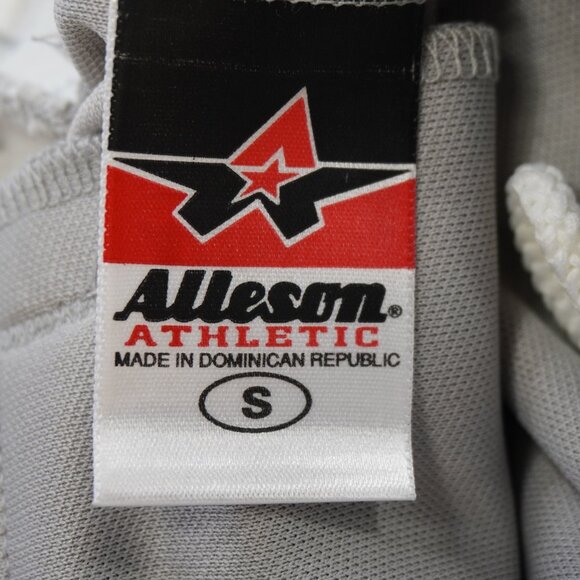 Alleson®
ATHLETIC
MADE IN DOMINICAN REPUBLIC
S